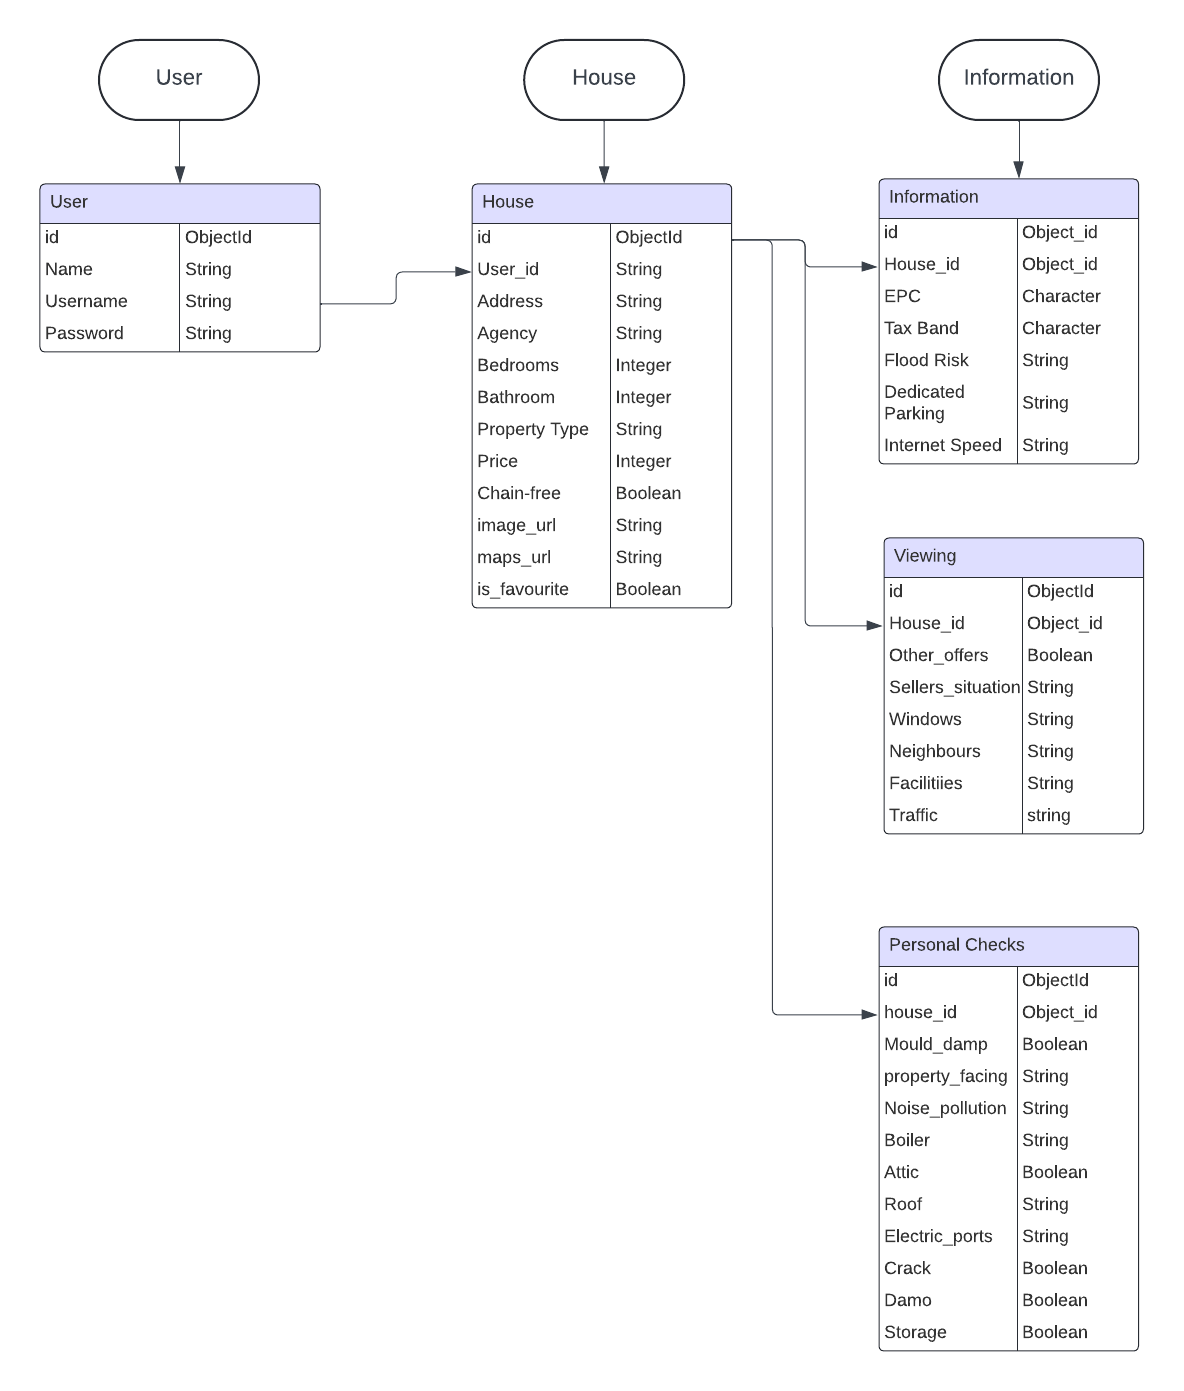 User
House
Information
User
id ObjectId
Name String
Username String
Password String
House
id ObjectId
User_id String
Address String
Agency String
Bedrooms Integer
Bathroom Integer
Property Type String
Price Integer
Chain-free Boolean
image_url String
maps_url String
is_favourite Boolean
Information
id Object_id
House_id Object_id
EPC Character
Tax Band Character
Flood Risk String
Dedicated
Parking String
Internet Speed String
Viewing
id ObjectId
House_id Object_id
Other_offers Boolean
Sellers_situation String
Windows String
Neighbours String
Facilitiies String
Traffic string
Personal Checks
id ObjectId
house_id Object_id
Mould_damp Boolean
property_facing String
Noise_pollution String
Boiler String
Attic Boolean
Roof String
Electric_ports String
Crack Boolean
Damo Boolean
Storage Boolean